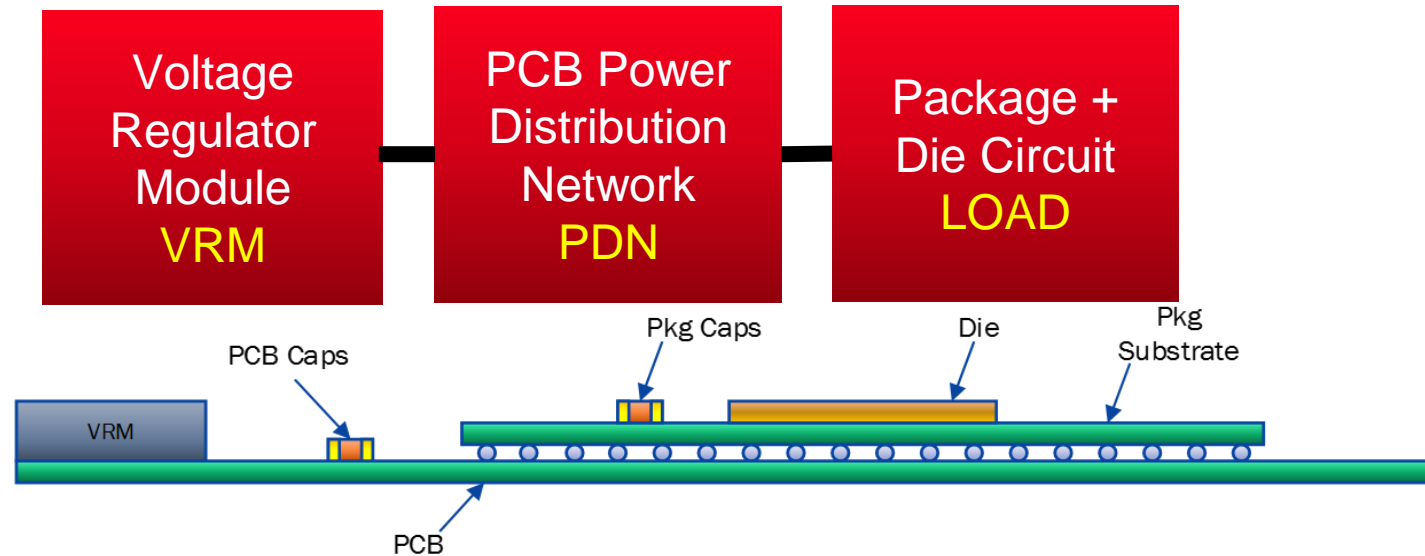 Voltage
Regulator
Module
VRM
PCB Power
Distribution
Network
PDN
Package +
Die Circuit
LOAD
PCB Caps
Pkg Caps
Die
Pkg
Substrate
VRM
PCB